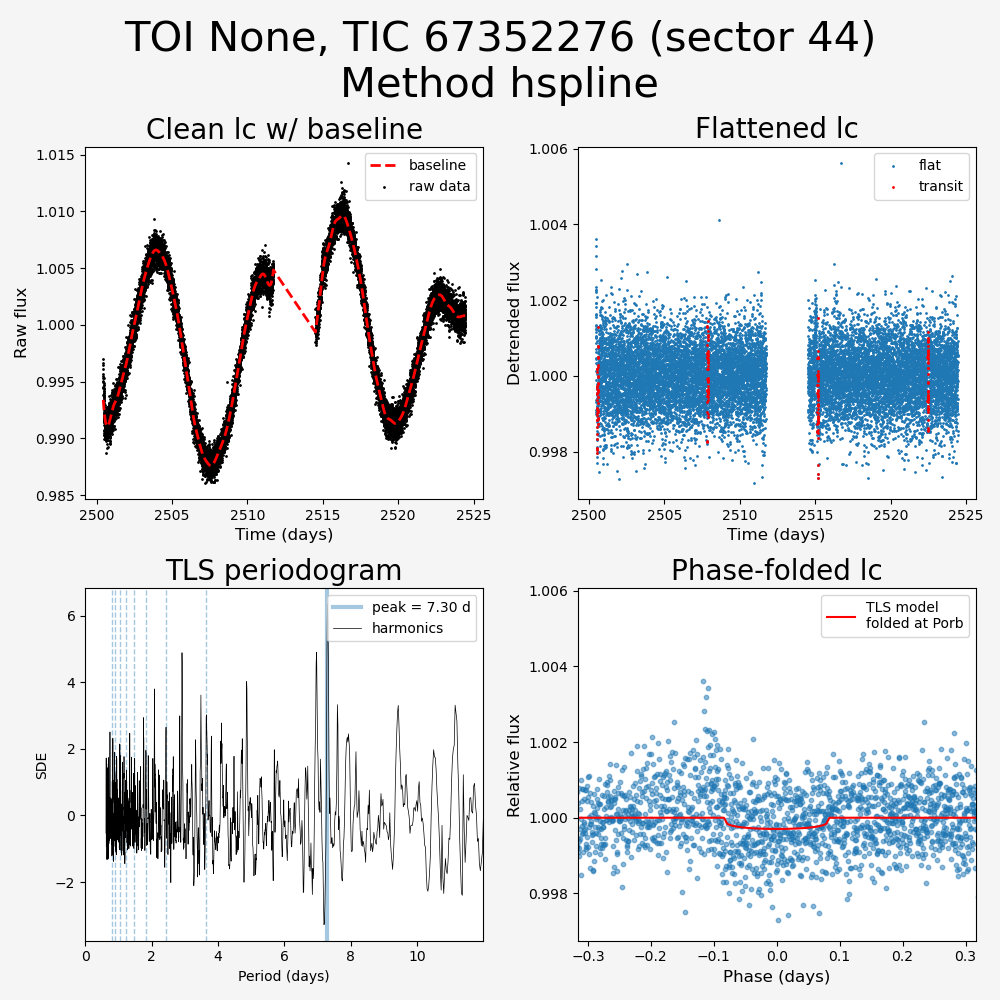 TOI None, TIC 67352276 (sector 44)
Method hspline
Clean lc w/ baseline
1.015
1.010
1.005
1.000
0.995
0.990
0.985
Raw flux
baseline
raw data
2500
2505
2510
2515
2520
2525
Time (days)
Flattened lc
1.006
1.004
1.002
1.000
0.998
Detrended flux
flat
transit
2500
2505
2510
2515
2520
2525
Time (days)
TLS periodogram
6
4
2
0
−2
SDE
peak = 7.30 d
harmonics
0
2
4
6
8
10
Period (days)
Phase-folded lc
1.006
1.004
1.002
1.000
0.998
Relative flux
TLS model
folded at Porb
−0.3
−0.2
−0.1
0.0
0.1
0.2
0.3
Phase (days)